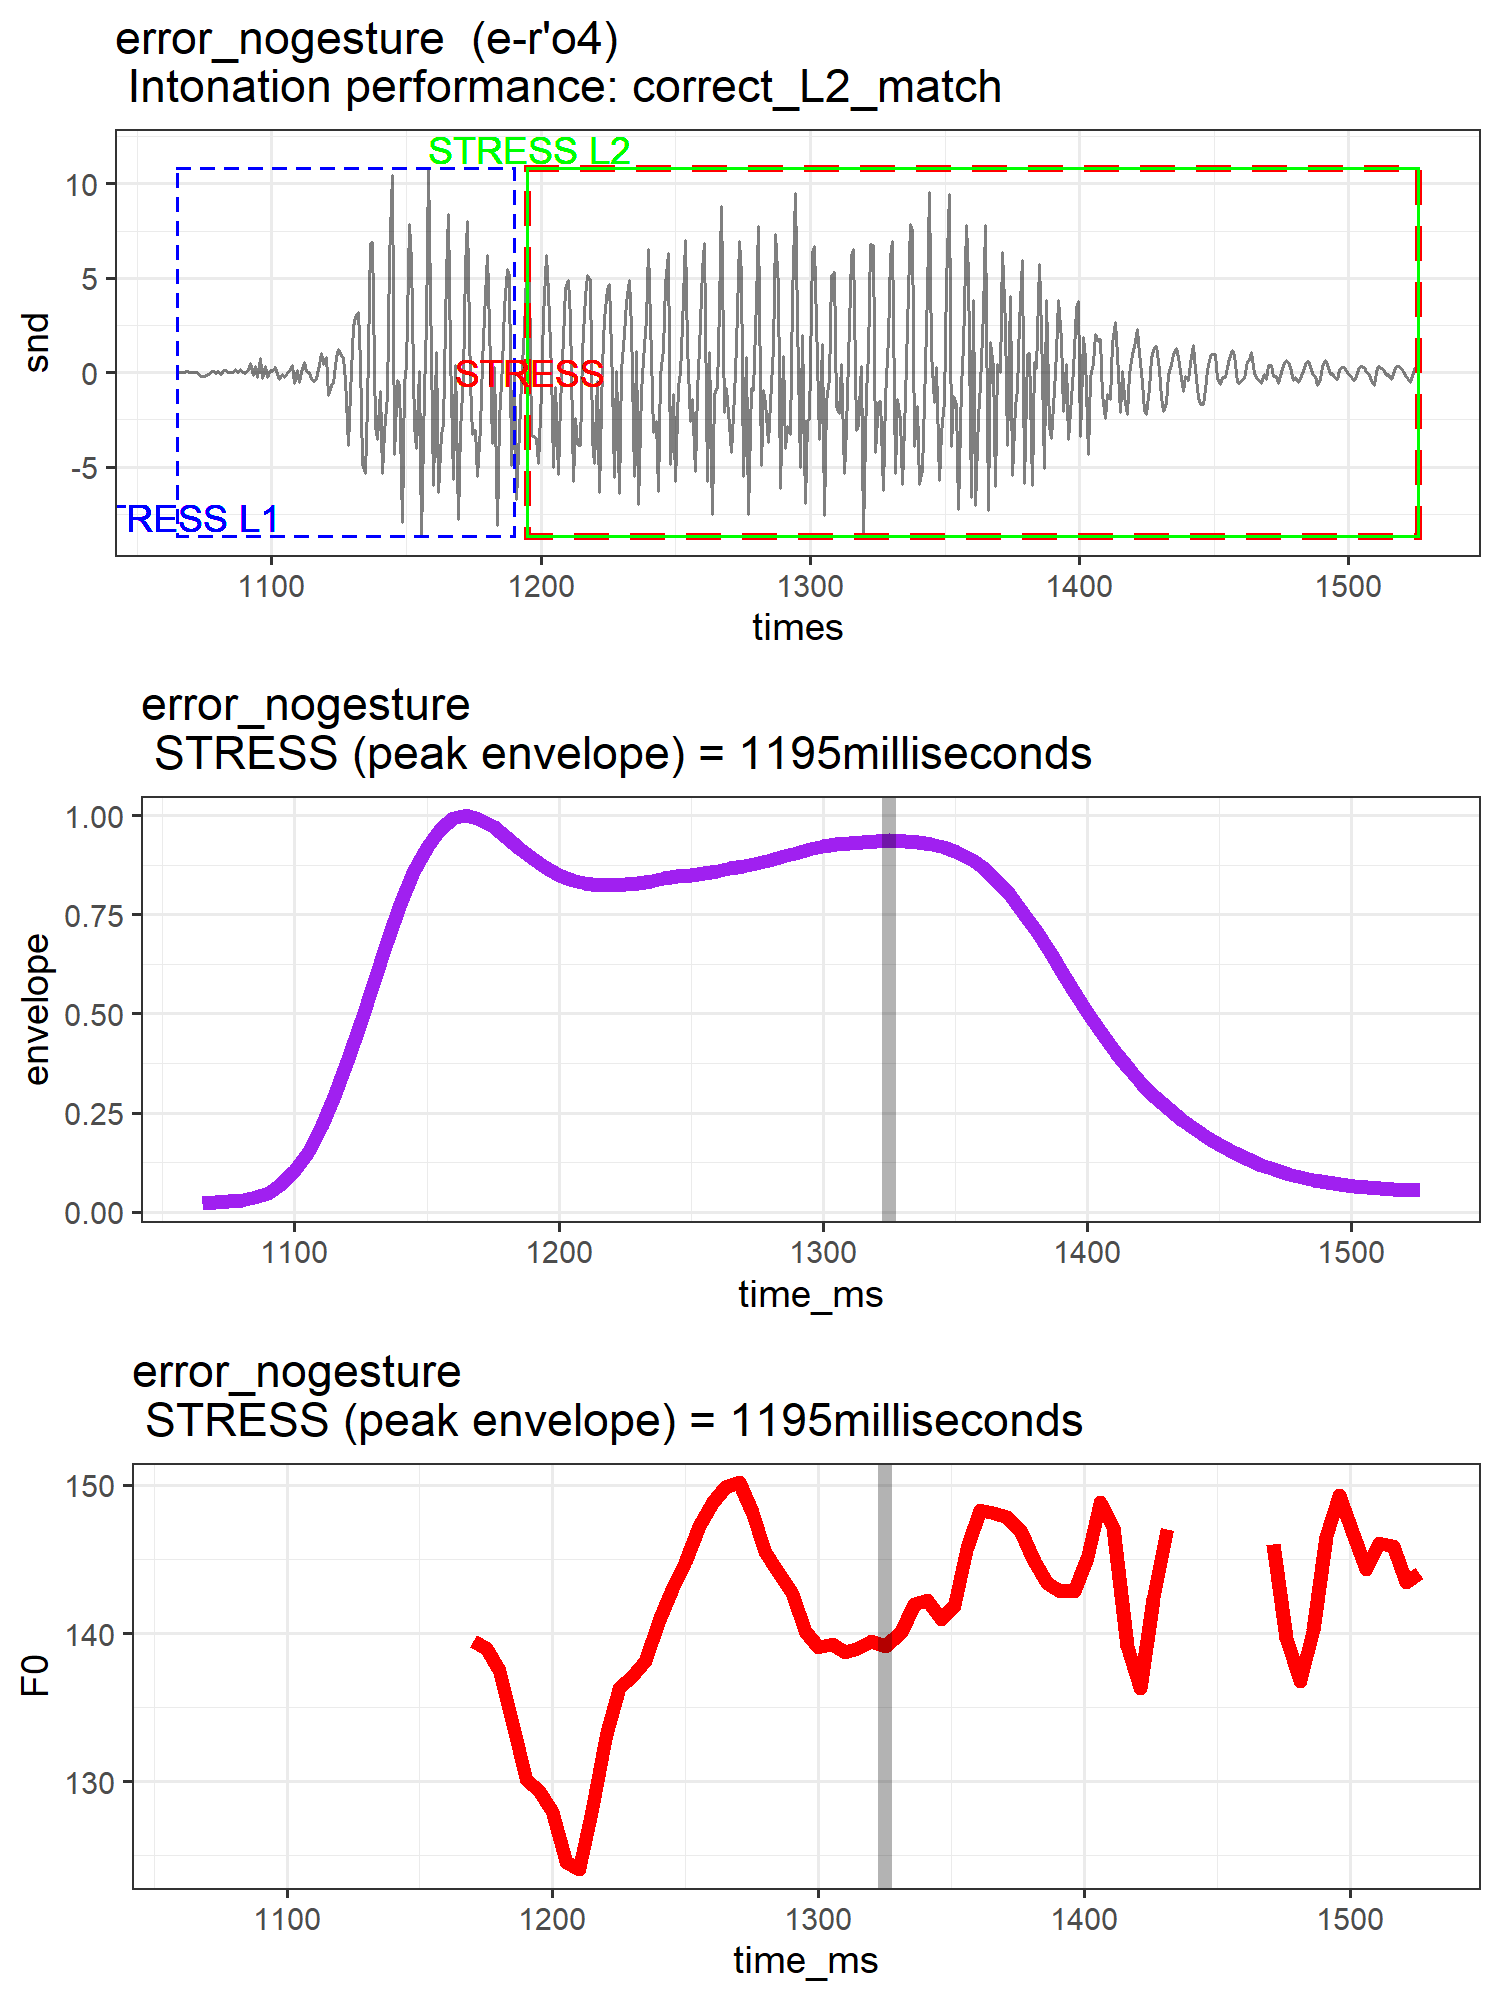 error_nogesture  (e-r'o4)
Intonation performance: correct_L2_match
STRESS L2
STRESS
TRESS L1
snd
10
5
0
-5
1100
1200
1300
1400
1500
times
error_nogesture
STRESS (peak envelope) = 1195milliseconds
envelope
1.00
0.75
0.50
0.25
0.00
1100
1200
1300
1400
1500
time_ms
error_nogesture
STRESS (peak envelope) = 1195milliseconds
F0
150
140
130
1100
1200
1300
1400
1500
time_ms